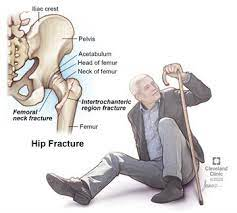 Iliac crest
Pelvis
Acetabulum
Head of femur
Neck of femur
Femoral
neck fracture
Intertrochanteric
region fracture
Femur
Hip Fracture
Cleveland
Clinic